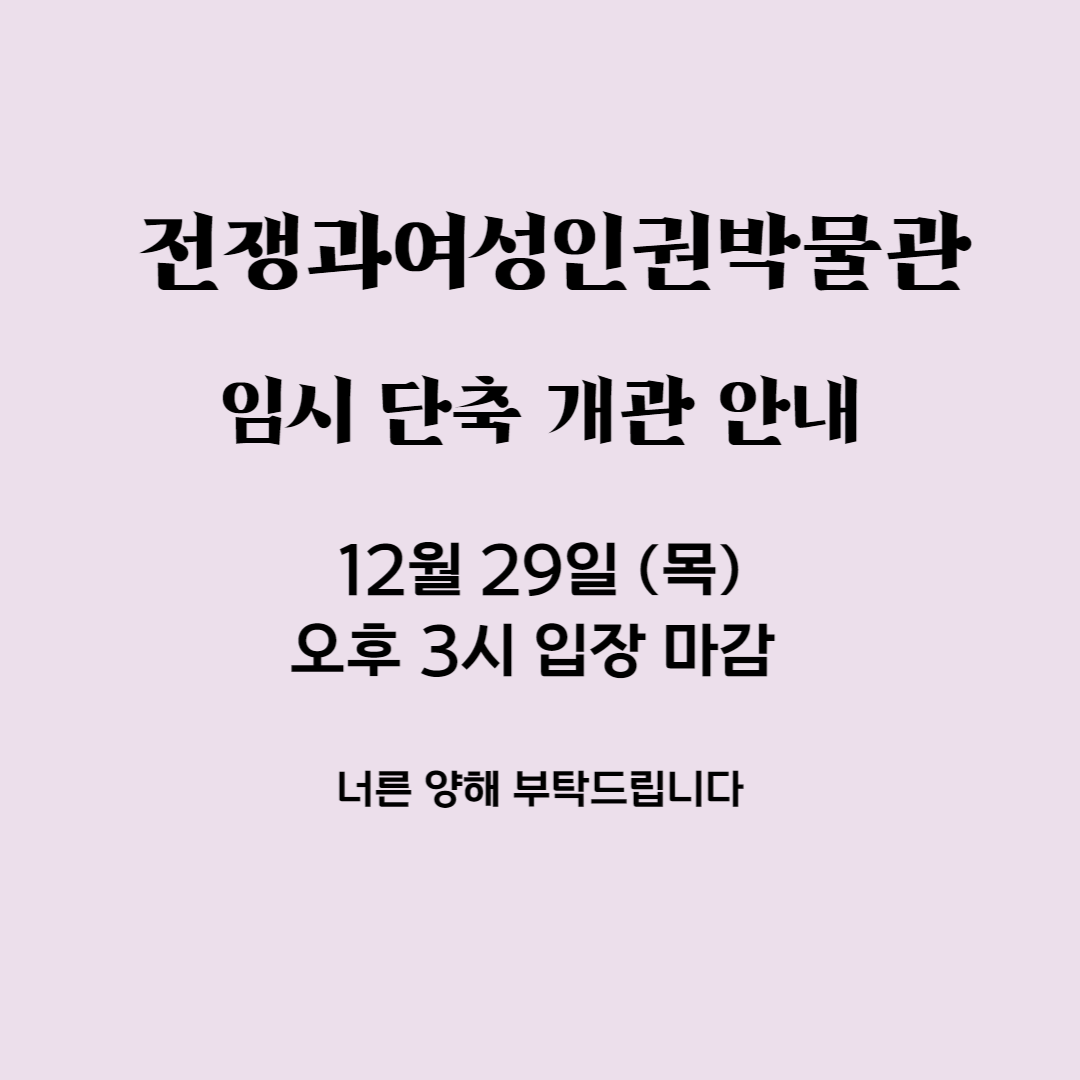 전쟁과여성인권박물관
임시 단축 개관 안내
12월 29일 (목)
오후 3시 입장 마감
너른 양해 부탁드립니다